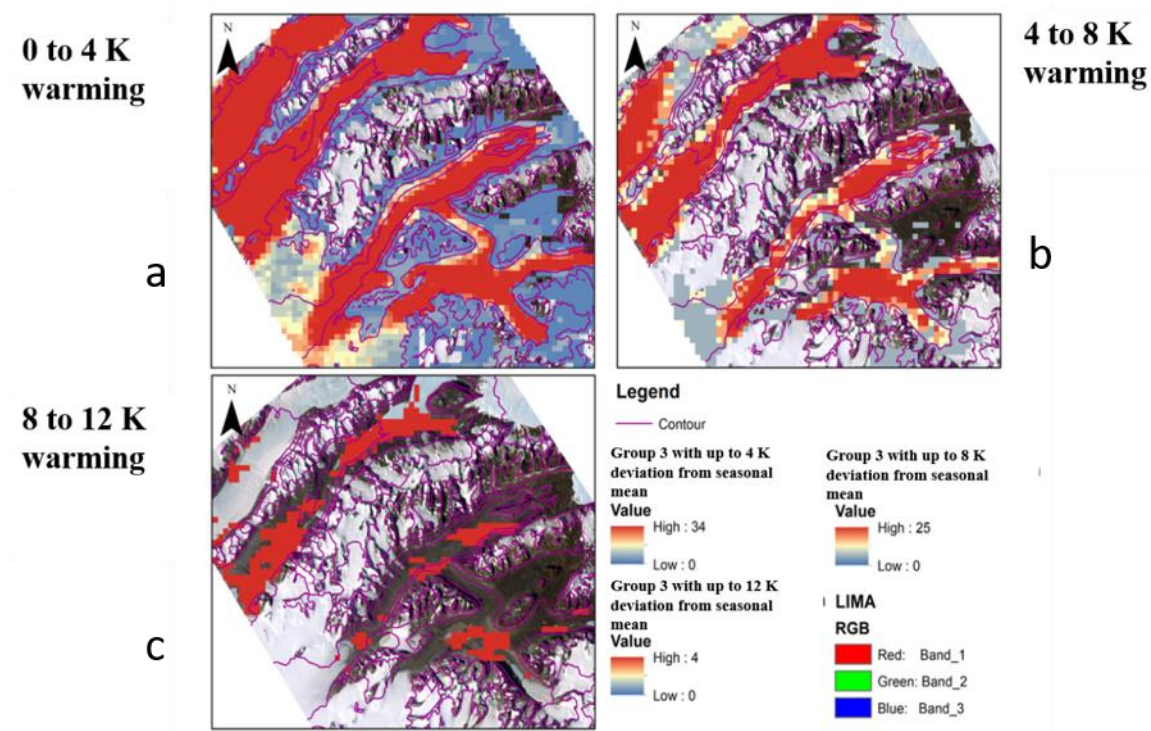 0 to 4 K
warming
N
a
N
4 to 8 K
warming
b
8 to 12 K
warming
N
c
Legend
Contour
Group 3 with up to 4 K
deviation from seasonal
mean
Value
High : 34
Low : 0
Group 3 with up to 8 K
deviation from seasonal
mean
Value
High : 25
Low : 0
Group 3 with up to 12 K
deviation from seasonal
mean
Value
High : 4
Low : 0
LIMA
RGB
Red: Band_1
Green: Band_2
Blue: Band_3